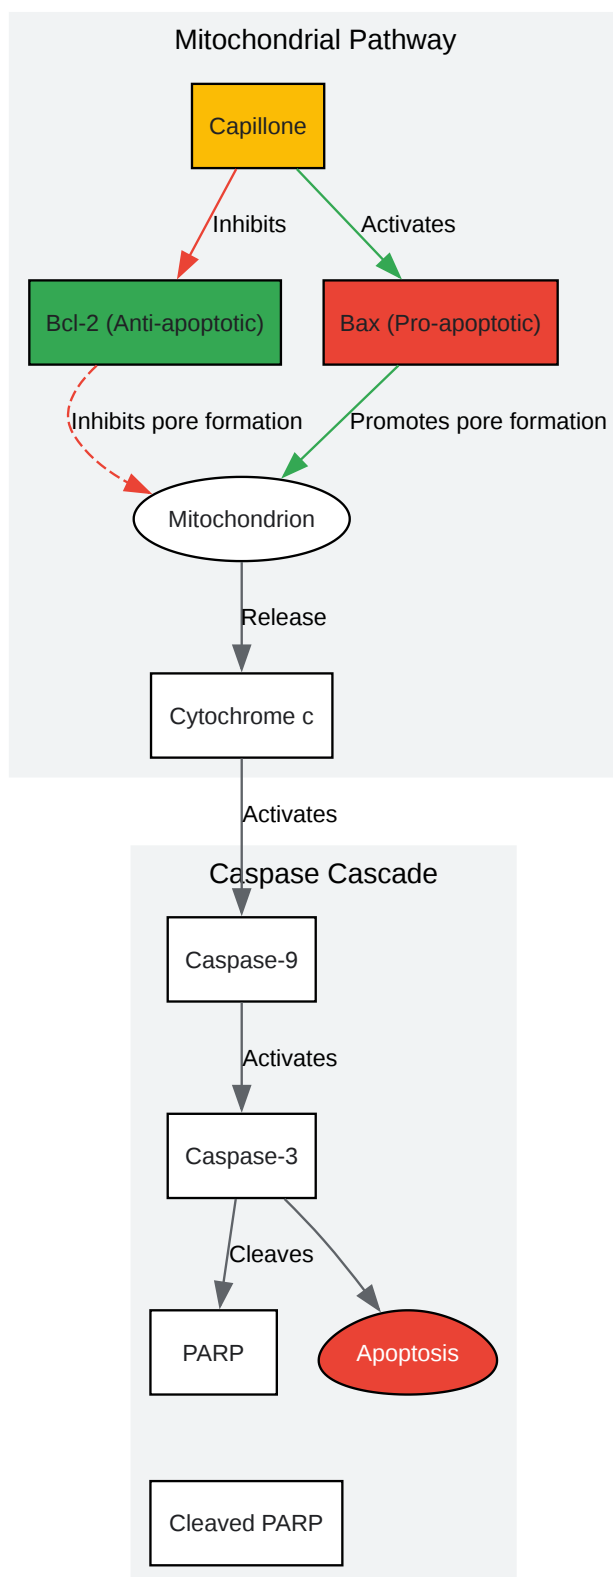 Mitochondrial Pathway
Capillone
Inhibits
Activates
Bcl-2 (Anti-apoptotic)
Bax (Pro-apoptotic)
Inhibits pore formation
Promotes pore formation
Mitochondrion
Release
Cytochrome c
Activates
Caspase Cascade
Caspase-9
Activates
Caspase-3
Cleaves
PARP
Apoptosis
Cleaved PARP